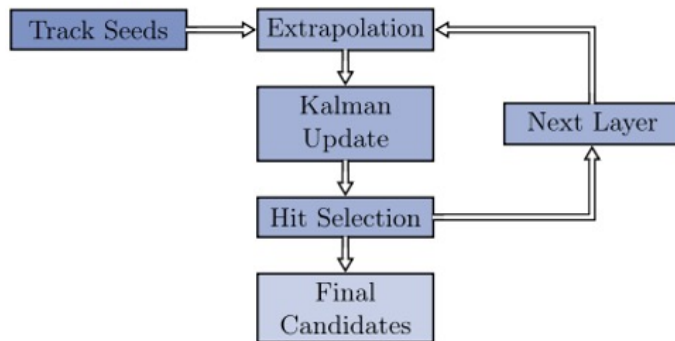 Track Seeds
Extrapolation
Kalman
Update
Next Layer
Hit Selection
Final
Candidates